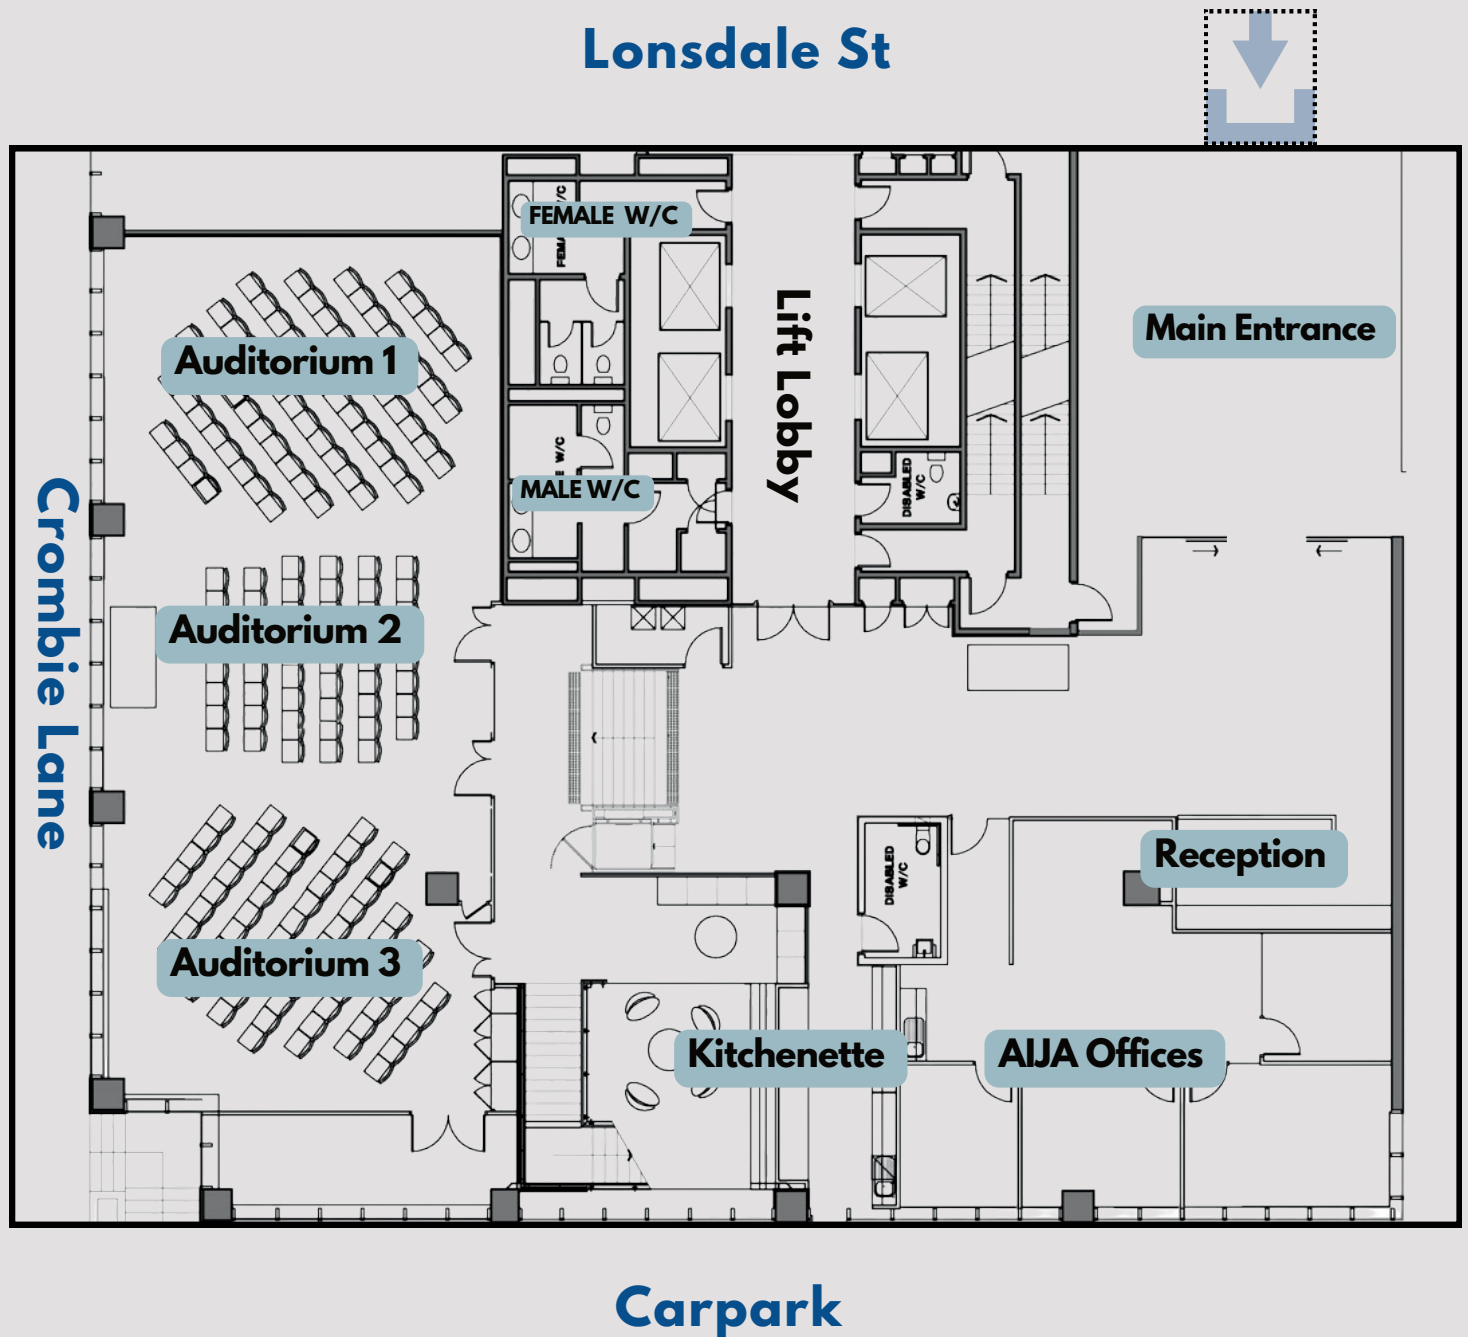 Lonsdale St
FEMALE W/C
Lift Lobby
Main Entrance
Auditorium 1
MALE W/C
DISABLED
W/C
Crombie Lane
Auditorium 2
Reception
DISABLED
W/C
Auditorium 3
Kitchenette
AIJA Offices
Carpark